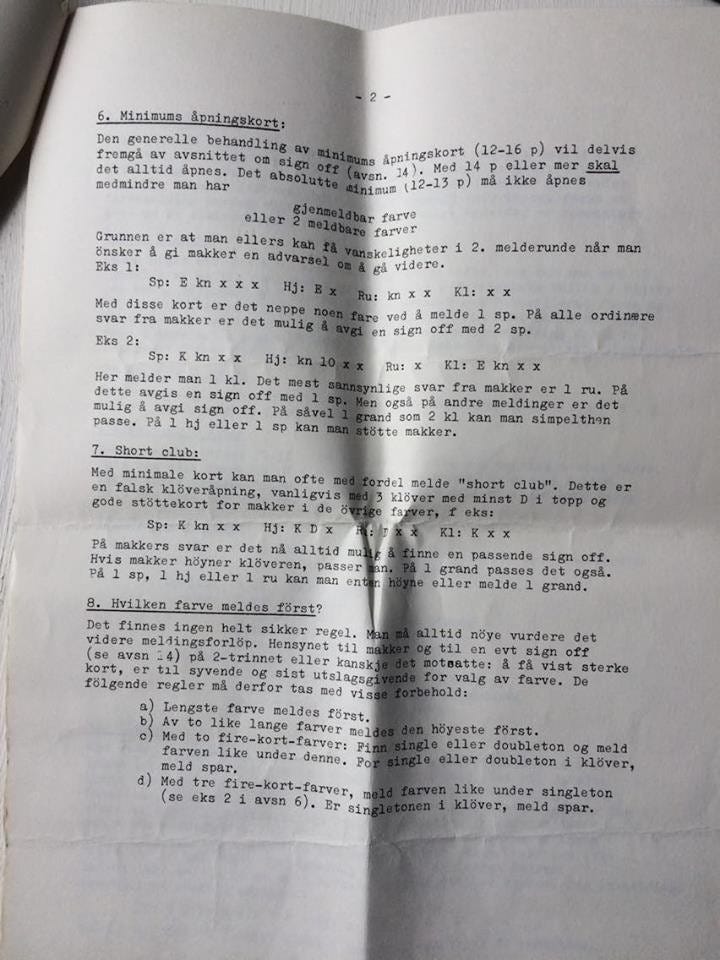 - 2 -
6. Minimums åpningskort:
Den generelle behandling av minimums åpningskort (12-16 p) vil delvis
fremgå av avsnittet om sign off (avsn. 14). Med 14 p eller mer skal
det alltid åpnes. Det absolutte minimum (12-13 p) må ikke åpnes
medmindre man har
gjenmeldbar farve
eller 2 meldbare farver
Grunnen er at man ellers kan få vanskeligheter i 2. melderunde når man
önsker å gi makker en advarsel om å gå videre.
Eks 1:
Sp: E kn x x x Hj: E x Ru: kn x x Kl: x x
Med disse kort er det neppe noen fare ved å melde 1 sp. På alle ordinære
svar fra makker er det mulig å avgi en sign off med 2 sp.
Eks 2:
Sp: K kn x x Hj: kn 10 x x Ru: x Kl: E kn x x
Her melder man 1 kl. Det mest sannsynlige svar fra makker er 1 ru. På
dette avgis en sign off med 1 sp. Men også på andre meldinger er det
mulig å avgi sign off. På såvel 1 grand som 2 kl kan man simpelthen
passe. På 1 hj eller 1 sp kan man stötte makker.
7. Short club:
Med minimale kort kan man ofte med fordel melde "short club". Dette er
en falsk klöveråpning, vanligvis med 3 klöver med minst D i topp og
gode stöttekort for makker i de övrige farver, f eks:
Sp: K kn x x Hj: K D x x x Kl: K x x
På makkers svar er det nå alltid mulig å finne en passende sign off.
Hvis makker höyner klöveren, passer man. På 1 grand passes det også.
På 1 sp, 1 hj eller 1 ru kan man enten höyne eller melde 1 grand.
8. Hvilken farve meldes först?
Det finnes ingen helt sikker regel. Man må alltid nöye vurdere det
videre meldingsforlöp. Hensynet til makker og til en evt sign off
(se avsn 14) på 2-trinnet eller kanskje det motsatte: å få vist sterke
kort, er til syvende og sist utslagsgivende for valg av farve. De
fölgende regler må derfor tas med visse forbehold:
a) Lengste farve meldes först.
b) Av to like lange farver meldes den höyeste först.
c) Med to fire-kort-farver: Finn single eller doubleton og meld
farven like under denne. For single eller doubleton i klöver,
meld spar.
d) Med tre fire-kort-farver, meld farven like under singleton
(se eks 2 i avsn 6). Er singletonen i klöver, meld spar.